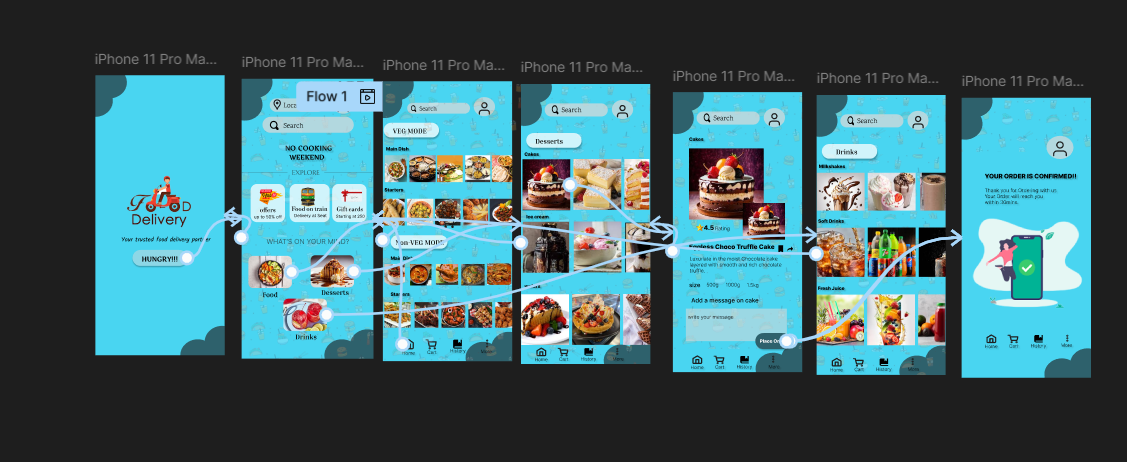 iPhone 11 Pro Ma...
FOOD
Delivery
Your trusted food delivery partner
HUNGRY!!!
iPhone 11 Pro Ma...
Flow 1
Loca
Search
NO COOKING
WEEKEND
EXPLORE
offers
up to 50% off
Food on train
Delivery at Seat
Gift cards
Starting at 250
WHAT'S ON YOUR MIND?
Food
Desserts
Drinks
iPhone 11 Pro Ma...
Search
VEG MODE
Main Dish
Starters
Non-VEG MODE
Main Dish
Starters
Home
Cart
History
More
iPhone 11 Pro Ma...
Search
Desserts
Cakes
Ice cream
Home
Cart
History
More
iPhone 11 Pro Ma...
Search
Cakes
4.5 Rating
Eggless Choco Truffle Cake
Luxuriate in the moist Chocolate cake
layered with smooth and rich chocolate
truffle.
size 500g 1000g 1.5kg
Add a message on cake
write your message
Place Or
Home
Cart
History
More
iPhone 11 Pro Ma...
Search
Drinks
Milkshakes
Soft Drinks
Fresh Juice
Home
Cart
History
More
iPhone 11 Pro Ma...
YOUR ORDER IS CONFIRMED!!
Thank you for Ordering with us
Your Order will reach you
within 30mins.
Home
Cart
History
More